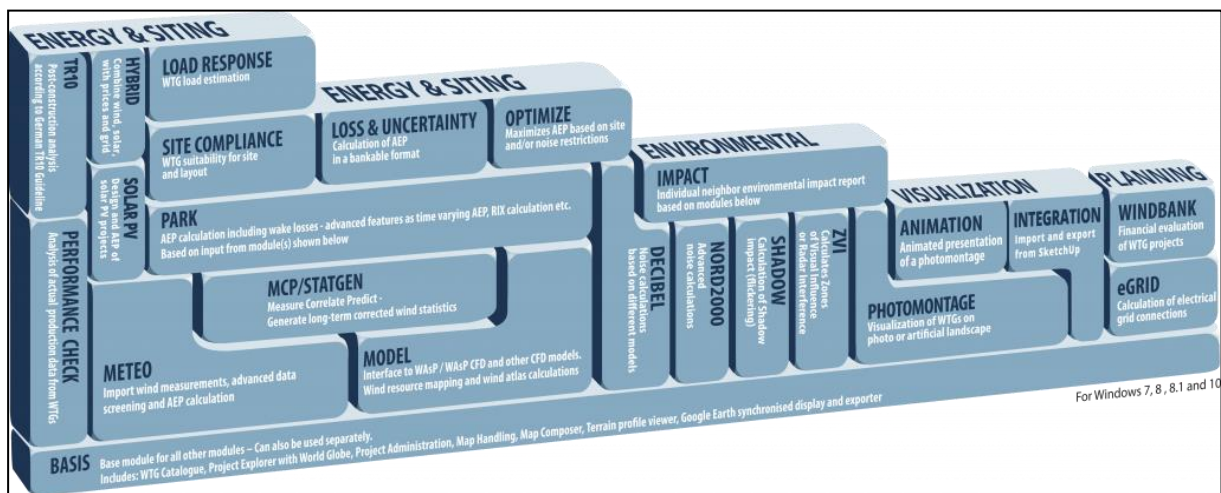 ENERGY & SITING
TR10
Post-construction analysis
according to German TR10 Guideline
HYBRID
Combine wind, solar,
with prices and grid
LOAD RESPONSE
WTG load estimation
SITE COMPLIANCE
WTG suitability for site
and layout
ENERGY & SITING
LOSS & UNCERTAINTY
Calculation of AEP
in a bankable format
OPTIMIZE
Maximizes AEP based on site
and/or noise restrictions
SOLAR PV
Design and AEP of
solar PV projects
PARK
AEP calculation including wake losses - advanced features as time varying AEP, RIX calculation etc.
Based on input from module(s) shown below
PERFORMANCE CHECK
Analysis of actual production data from WTGs
MCP/STATGEN
Measure Correlate Predict -
Generate long-term corrected wind statistics
METEO
Import wind measurements, advanced data
screening and AEP calculation
MODEL
Interface to WAsP / WAsP CFD and other CFD models.
Wind resource mapping and wind atlas calculations
ENVIRONMENTAL
IMPACT
Individual neighbor environmental impact report
based on modules below
DECIBEL
Noise calculations
based on different models
NORD2000
Advanced
noise calculations
SHADOW
Calculation of Shadow
impact (flickering)
ZVI
Calculates Zones
of Visual Influence
or Radar Interference
VISUALIZATION
ANIMATION
Animated presentation
of a photomontage
INTEGRATION
Import and export
from SketchUp
PHOTOMONTAGE
Visualization of WTGs on
photo or artificial landscape
PLANNING
WINDBANK
Financial evaluation
of WTG projects
eGRID
Calculation of electrical
grid connections
For Windows 7, 8 , 8.1 and 10
BASIS
Base module for all other modules – Can also be used separately.
Includes: WTG Catalogue, Project Explorer with World Globe, Project Administration, Map Handling, Map Composer, Terrain profile viewer, Google Earth synchronised display and exporter